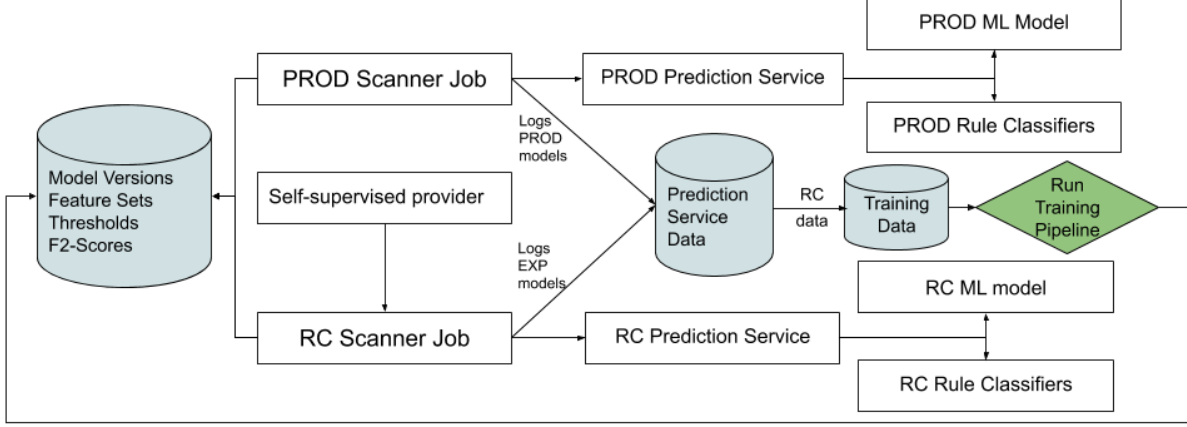 PROD ML Model
PROD Scanner Job
PROD Prediction Service
PROD Rule Classifiers
Logs
PROD
models
Model Versions
Feature Sets
Thresholds
F2-Scores
Self-supervised provider
Prediction
Service
Data
RC
data
Training
Data
Run
Training
Pipeline
Logs
EXP
models
RC ML model
RC Scanner Job
RC Prediction Service
RC Rule Classifiers